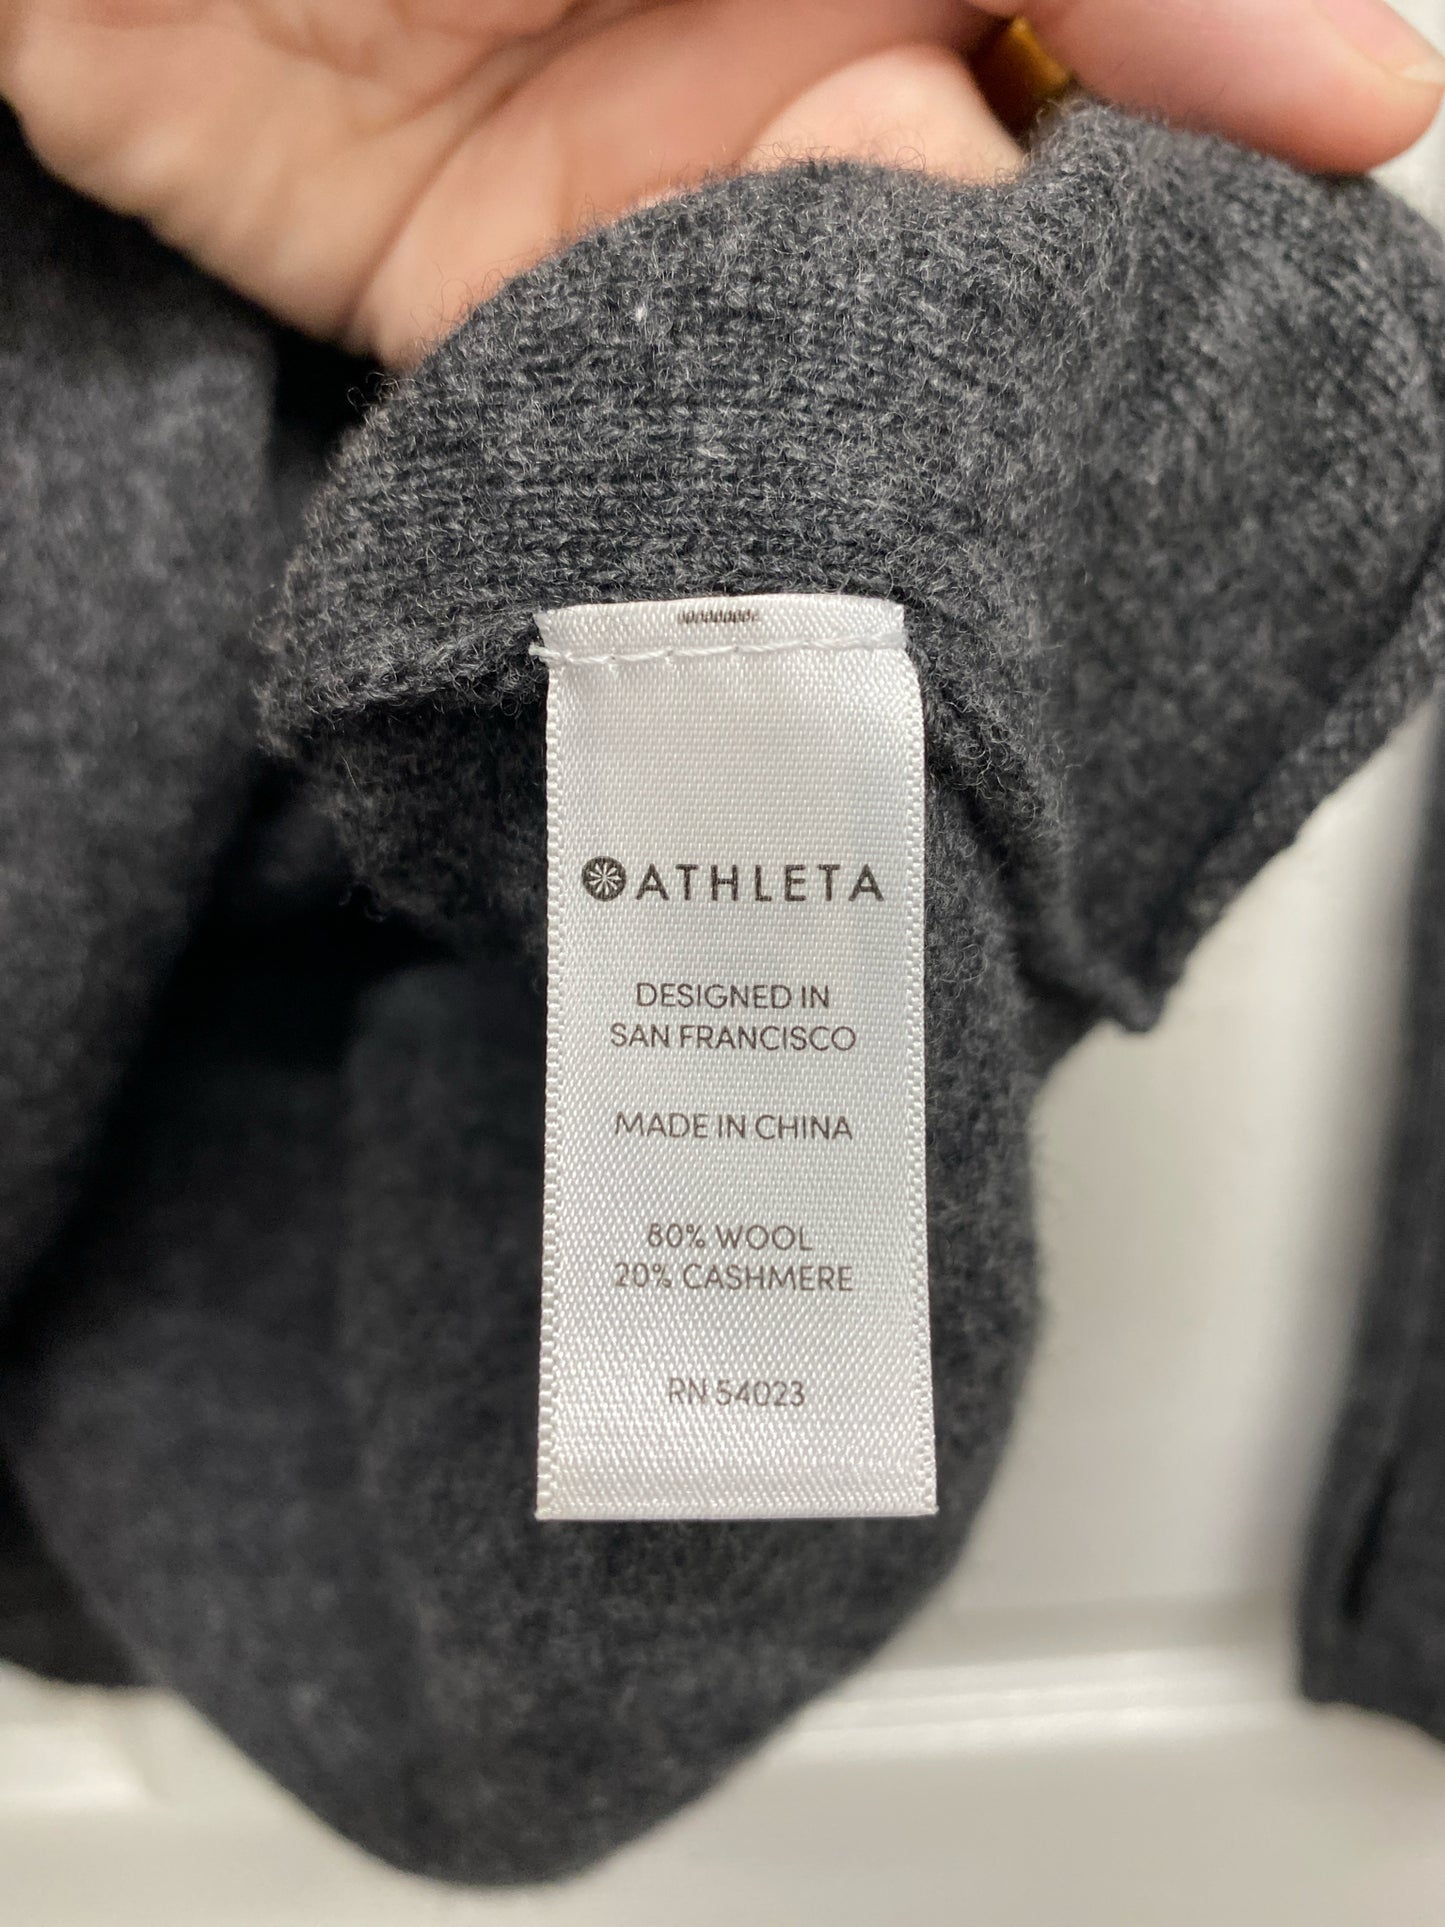 ATHLETA
DESIGNED IN
SAN FRANCISCO
MADE IN CHINA
80% WOOL
20% CASHMERE
RN 54023